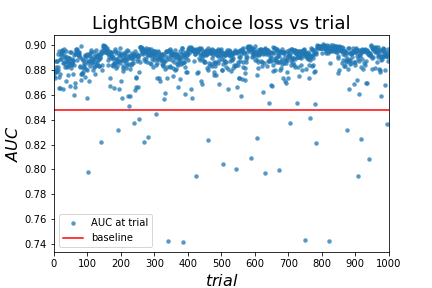 LightGBM choice loss vs trial
0.90
0.88
0.86
0.84
0.82
0.80
0.78
0.76
0.74
AUC
AUC at trial
baseline
0 100 200 300 400 500 600 700 800 900 1000
trial